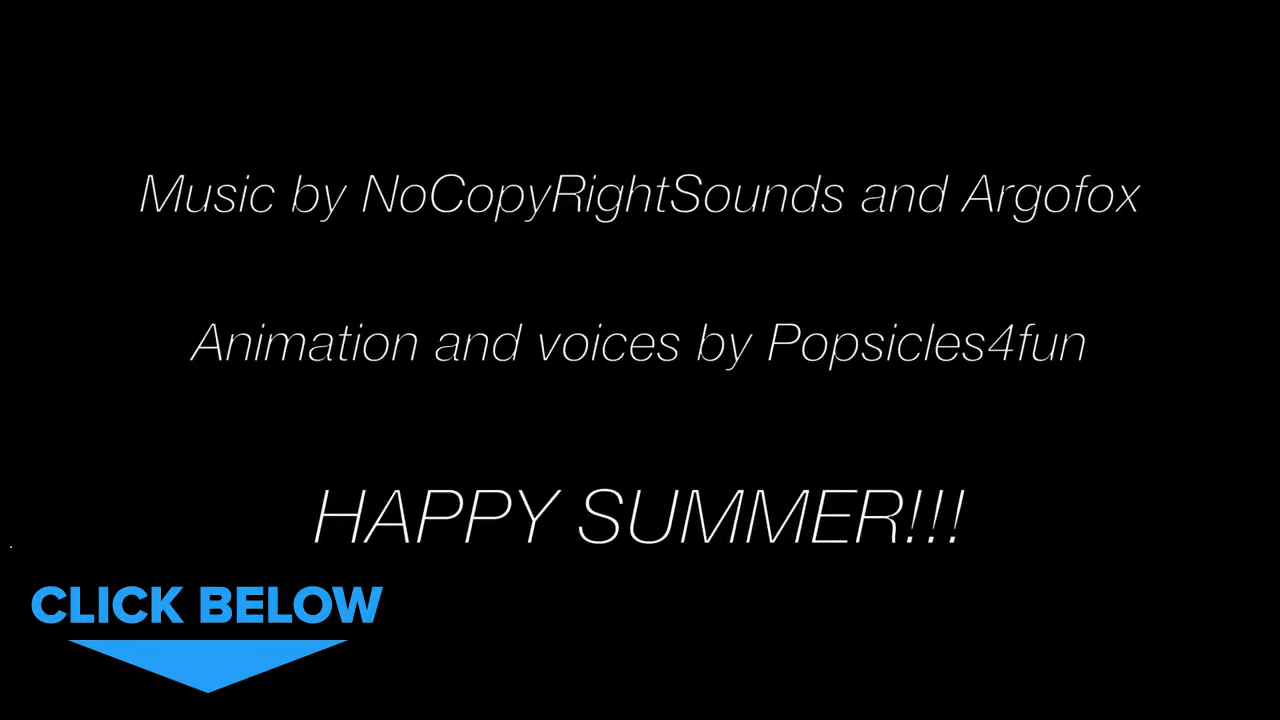 Music by NoCopyRightSounds and Argofox
Animation and voices by Popsicles4fun
HAPPY SUMMER!!!
CLICK BELOW